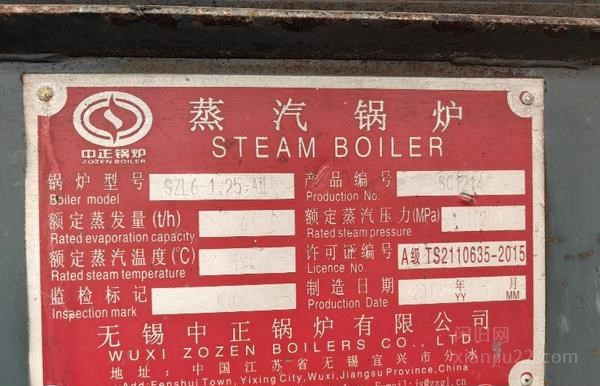 中正锅炉
ZOZEN BOILER
蒸汽锅炉
STEAM BOILER
锅炉型号 SZL6-1.25-AII 产品编号
Boiler model Production No.
额定蒸发量(t/h) 额定蒸汽压力(MPa)
Rated evaporation capacity Rated steam pressure
额定蒸汽温度(℃) 许可证编号 A级 TS2110635-2015
Rated steam temperature Licence No.
监检标记 制造日期 年 月
Inspection mark Production Date YY MM
无锡中正锅炉有限公司
WUXI ZOZEN BOILERS CO., LTD.
地址:中国江苏省无锡宜兴市分水
Add:Fenshui Town, Yixing City, Wuxi, Jiangsu Province, China
闲旧网
xianjiu22.com